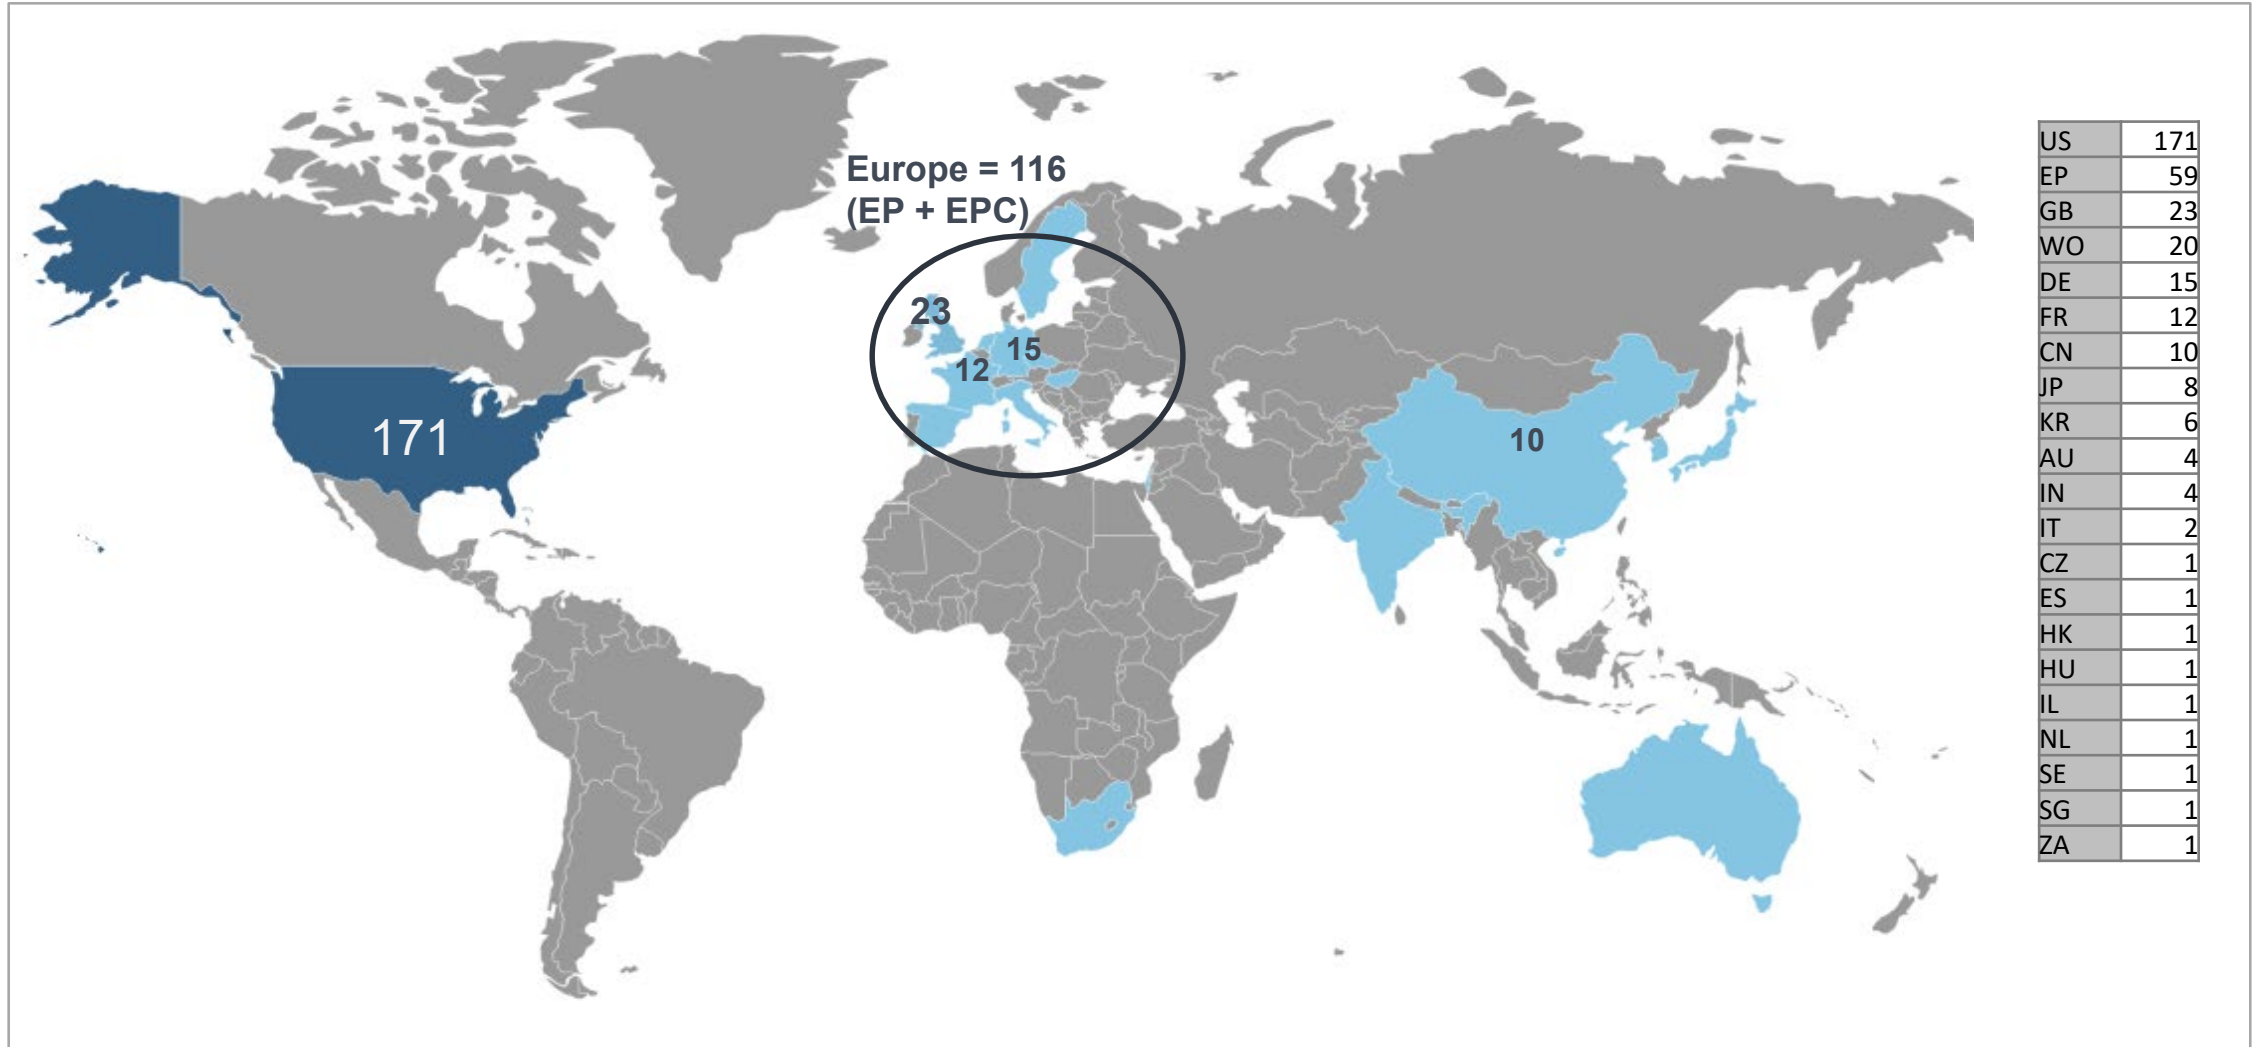 Europe = 116
(EP + EPC)
23
15
12
171
10
US 171
EP 59
GB 23
WO 20
DE 15
FR 12
CN 10
JP 8
KR 6
AU 4
IN 4
IT 2
CZ 1
ES 1
HK 1
HU 1
IL 1
NL 1
SE 1
SG 1
ZA 1